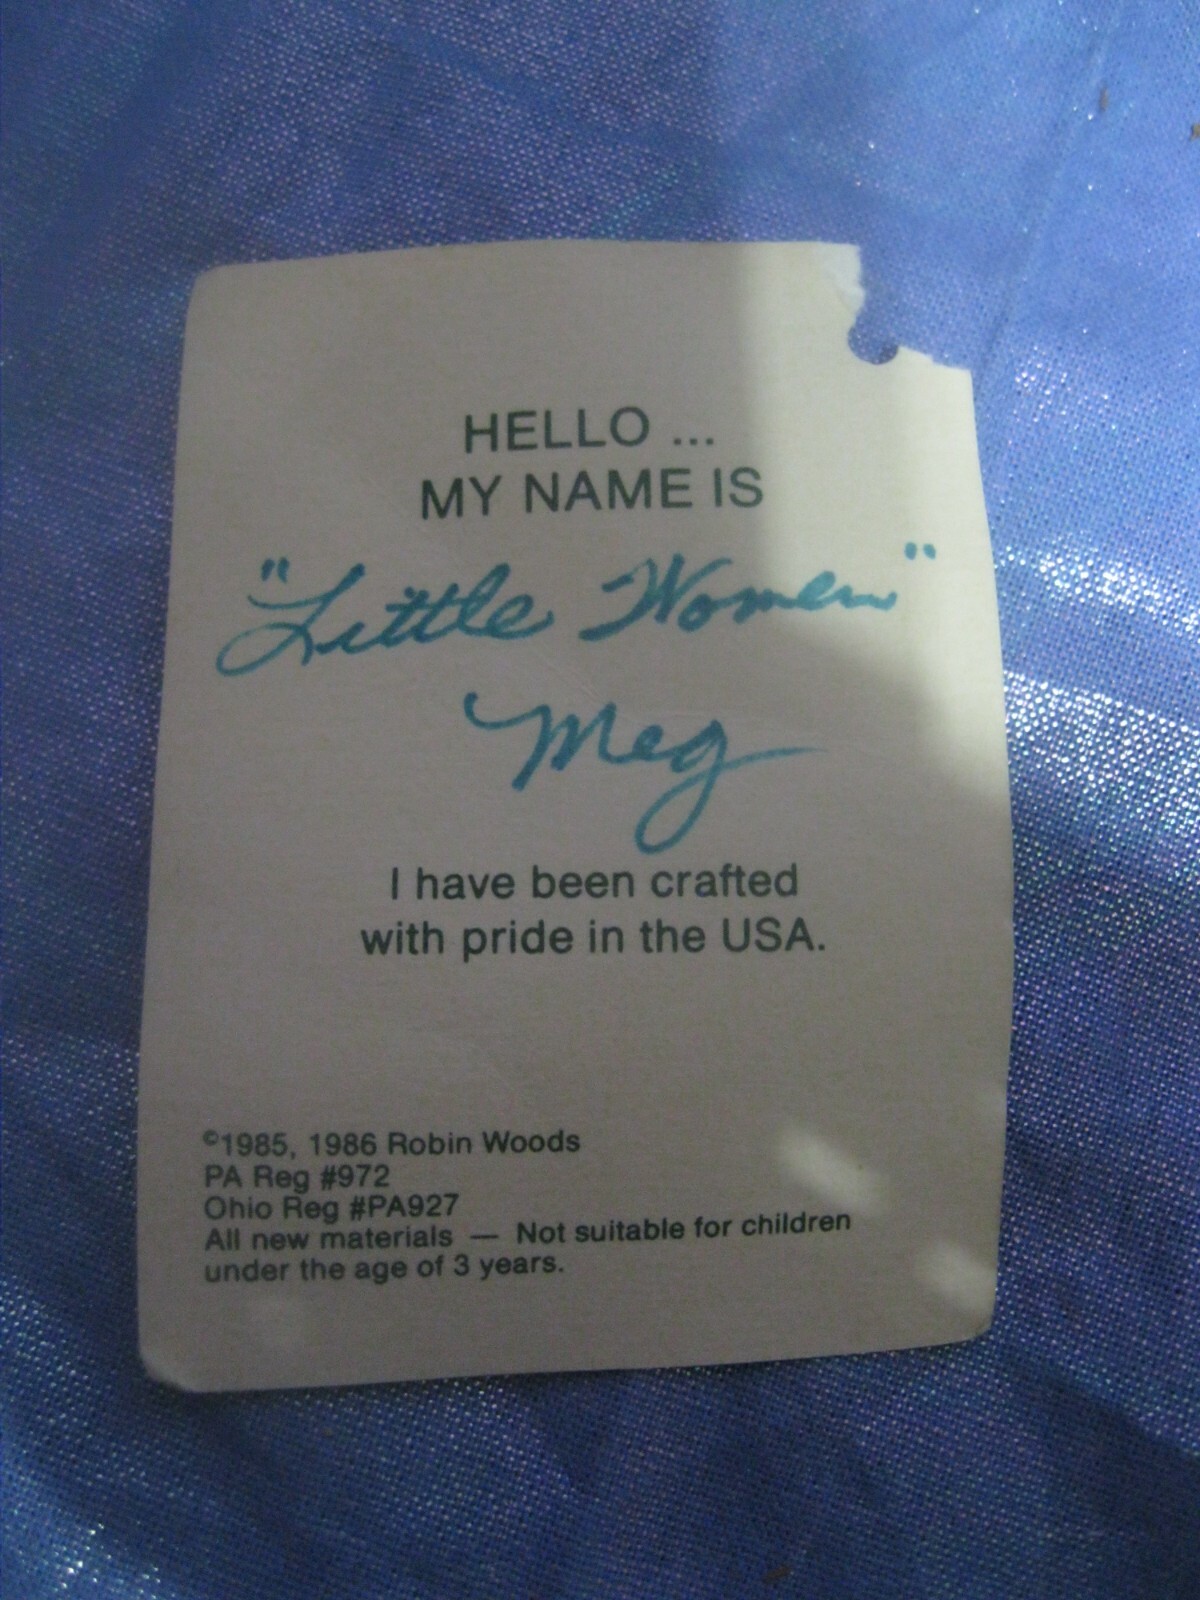 HELLO ...
MY NAME IS
"Little Women"
Meg
I have been crafted
with pride in the USA.
©1985, 1986 Robin Woods
PA Reg #972
Ohio Reg #PA927
All new materials — Not suitable for children
under the age of 3 years.